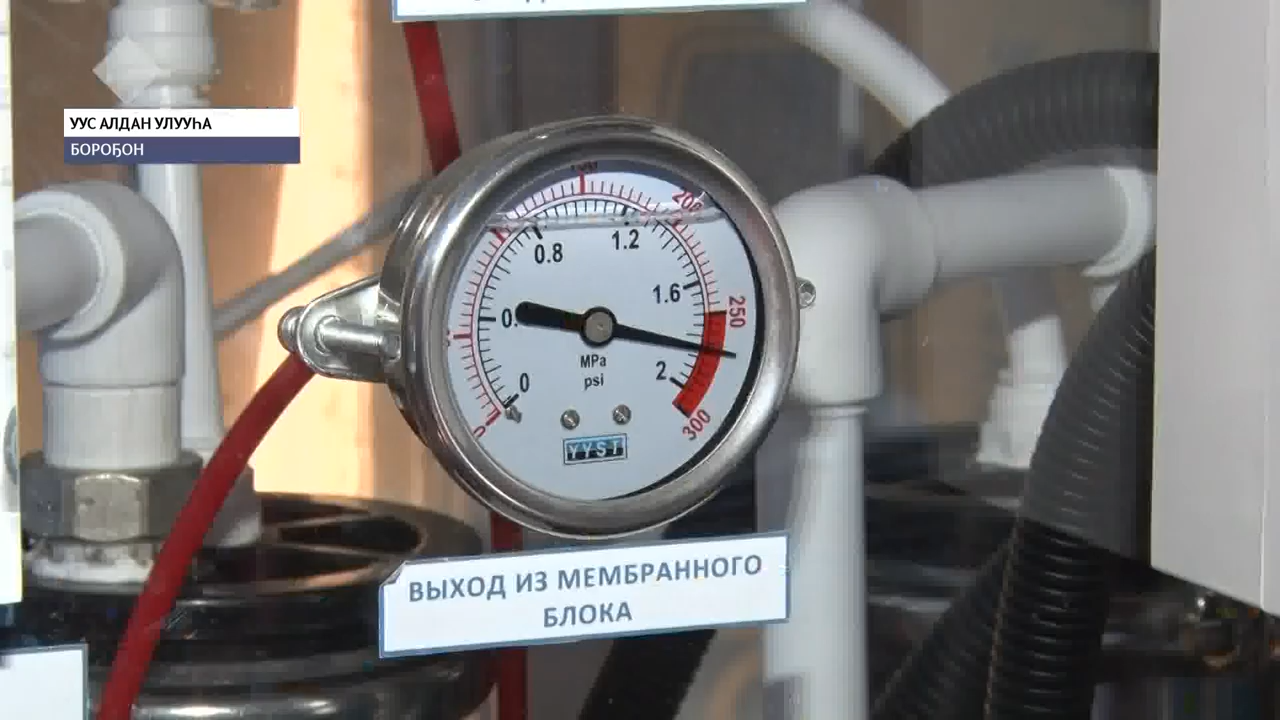 УУС АЛДАН УЛУУҺА
БОРОҔОН
200
0.8
1.2
1.6
250
0
MPa
2
psi
0
300
YYST
ВЫХОД ИЗ МЕМБРАННОГО
БЛОКА